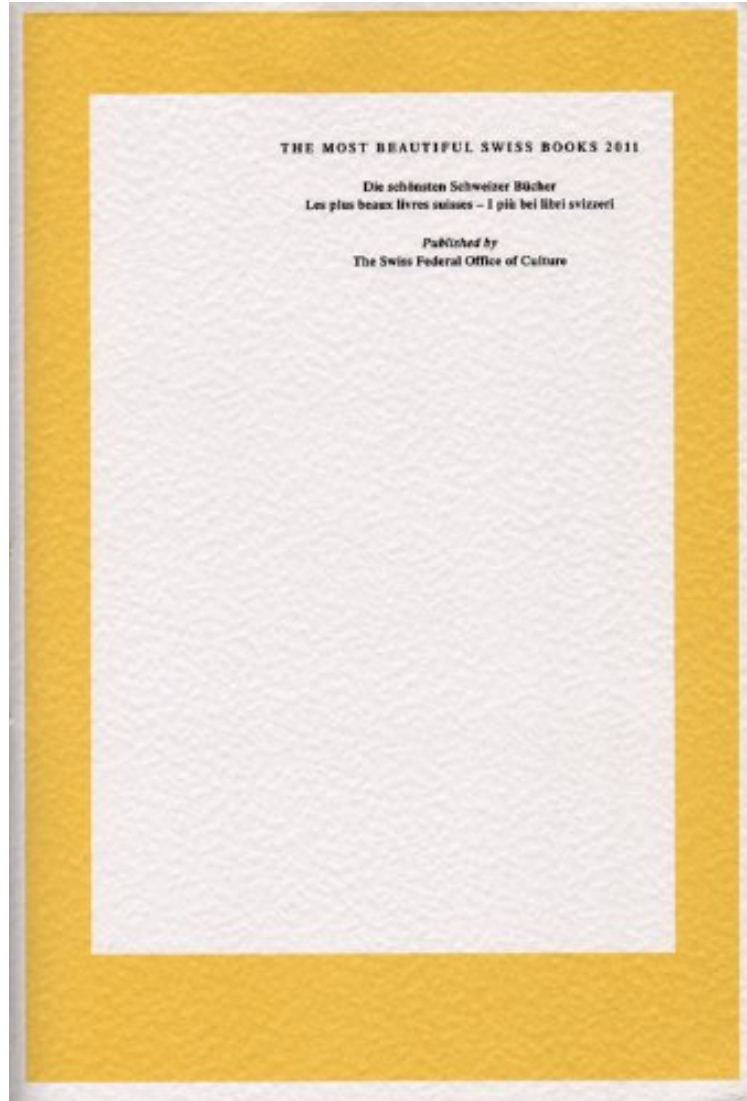 THE MOST BEAUTIFUL SWISS BOOKS 2011
Die schönsten Schweizer Bücher
Les plus beaux livres suisses – I più bei libri svizzeri
Published by
The Swiss Federal Office of Culture